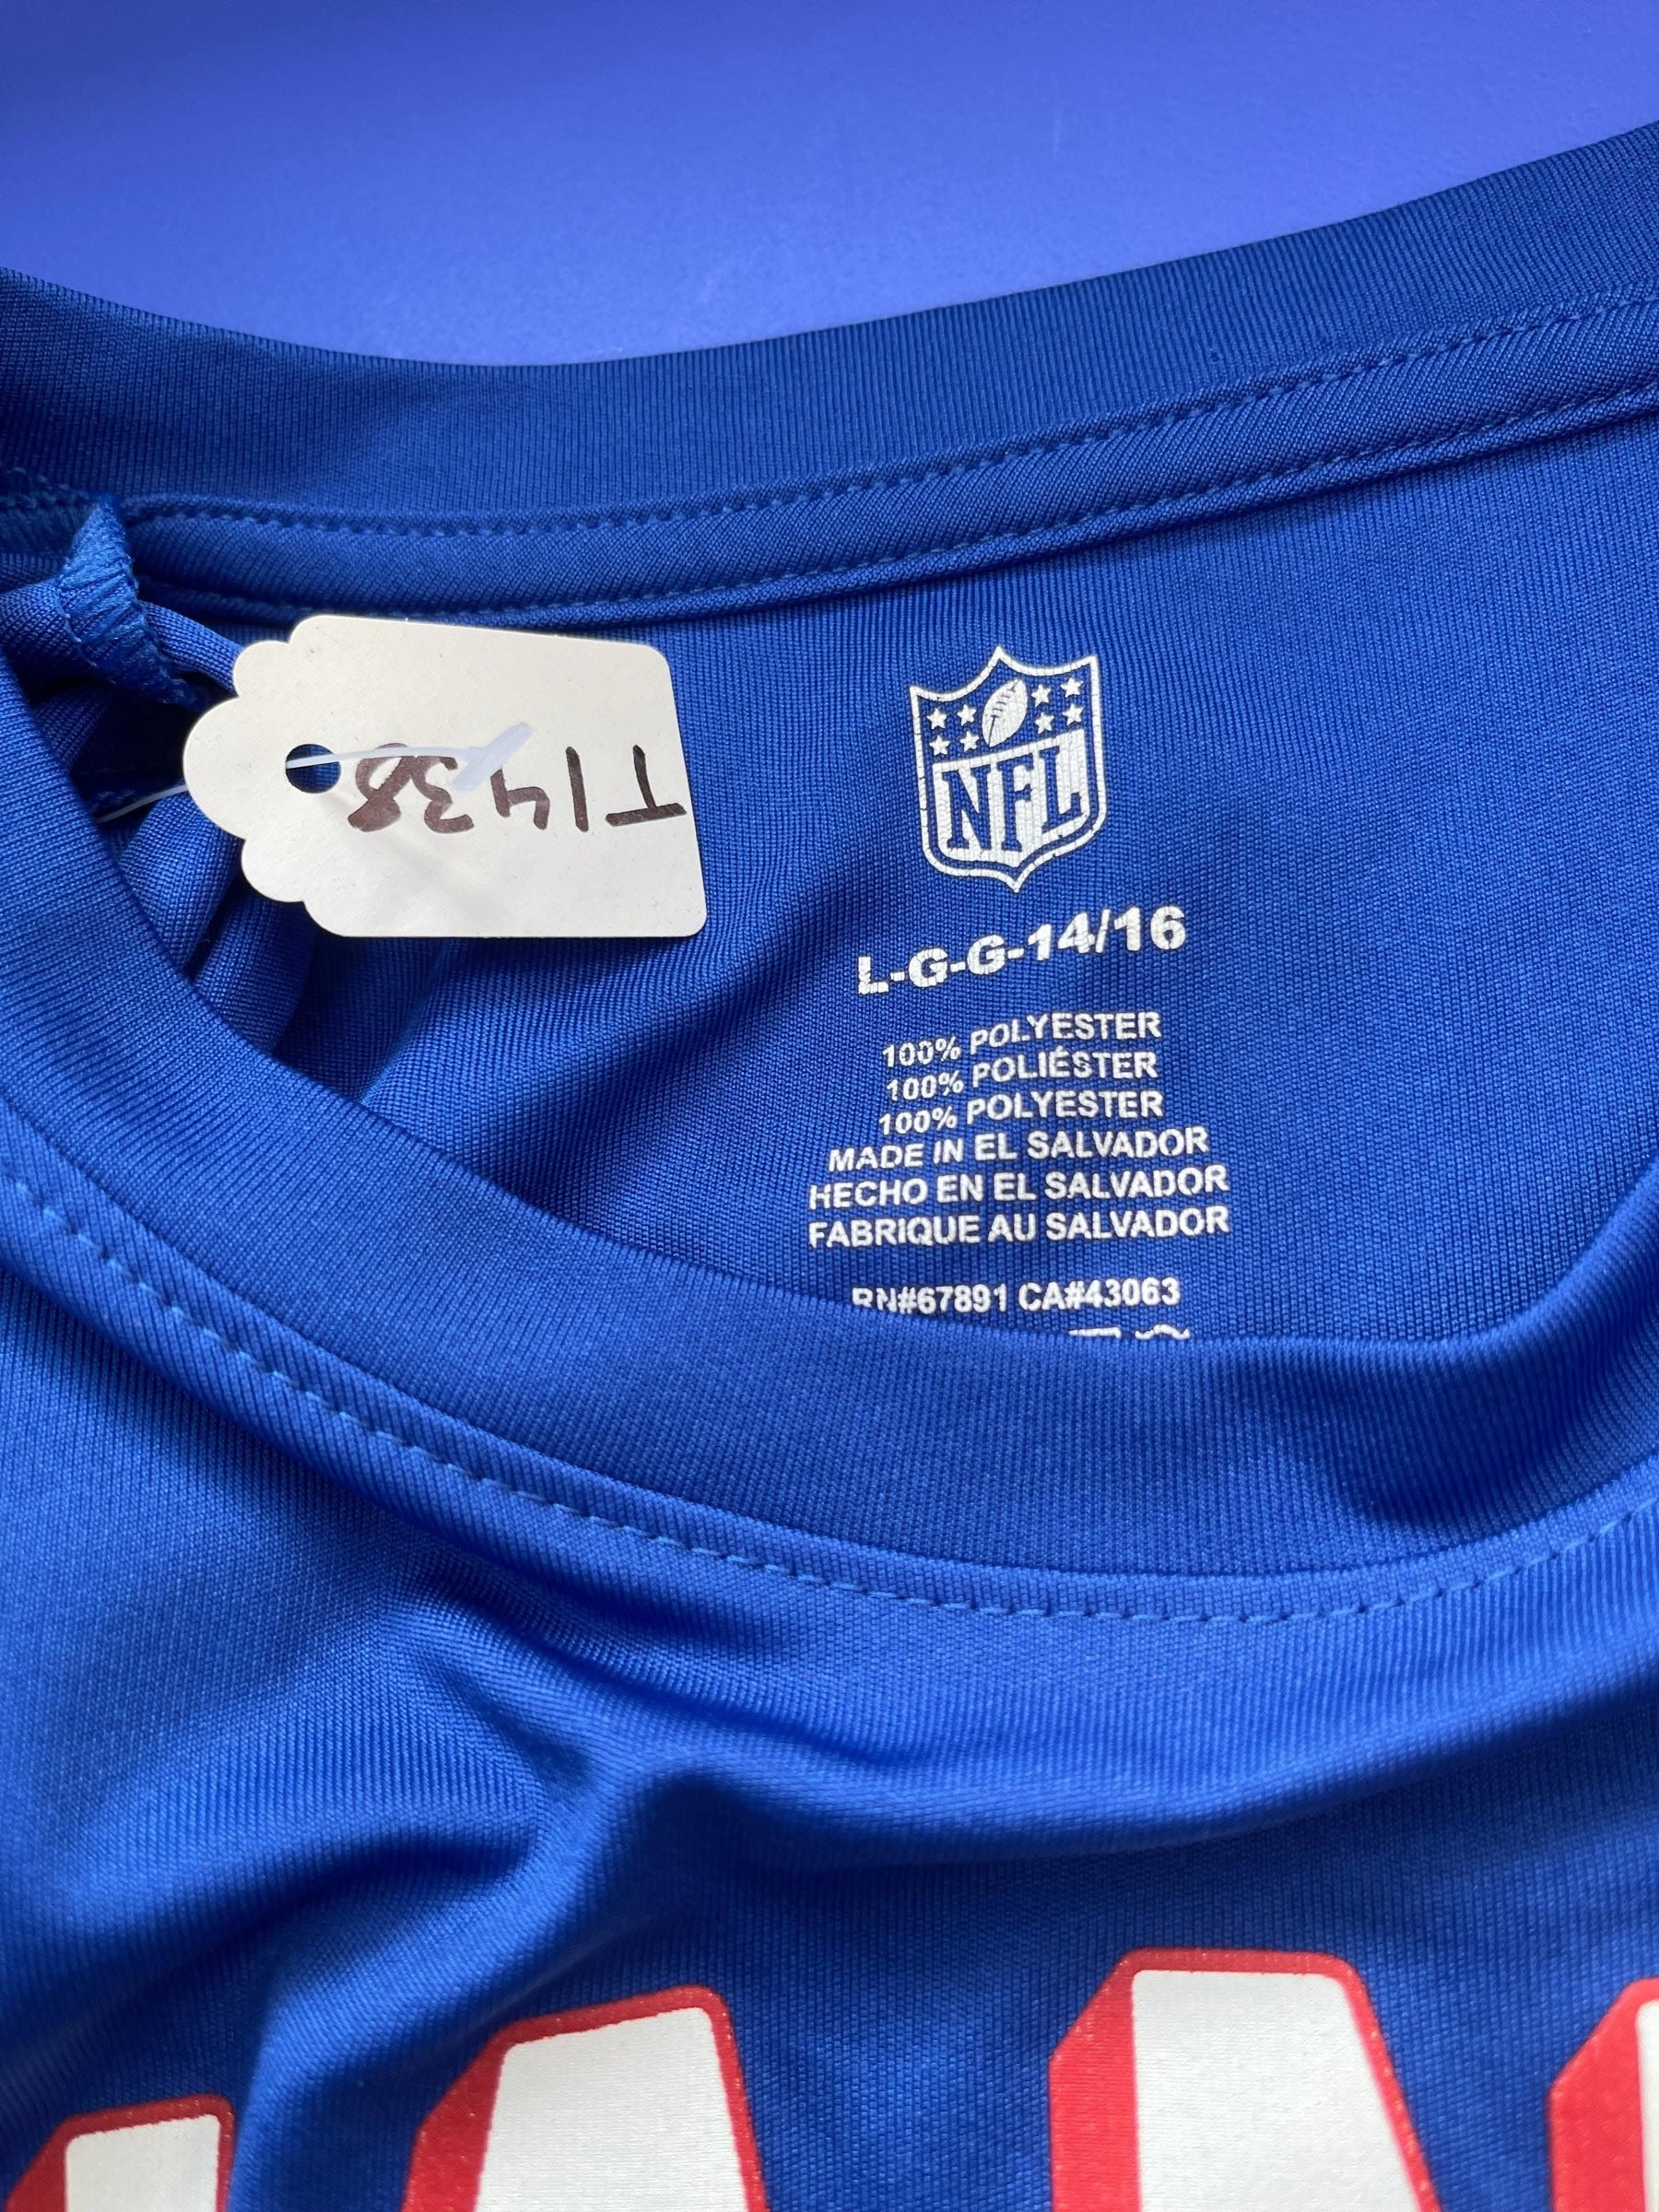 T1438
NFL
L-G-G-14/16
100% POLYESTER
100% POLIÉSTER
100% POLYESTER
MADE IN EL SALVADOR
HECHO EN EL SALVADOR
FABRIQUE AU SALVADOR
RN#67891 CA#43063